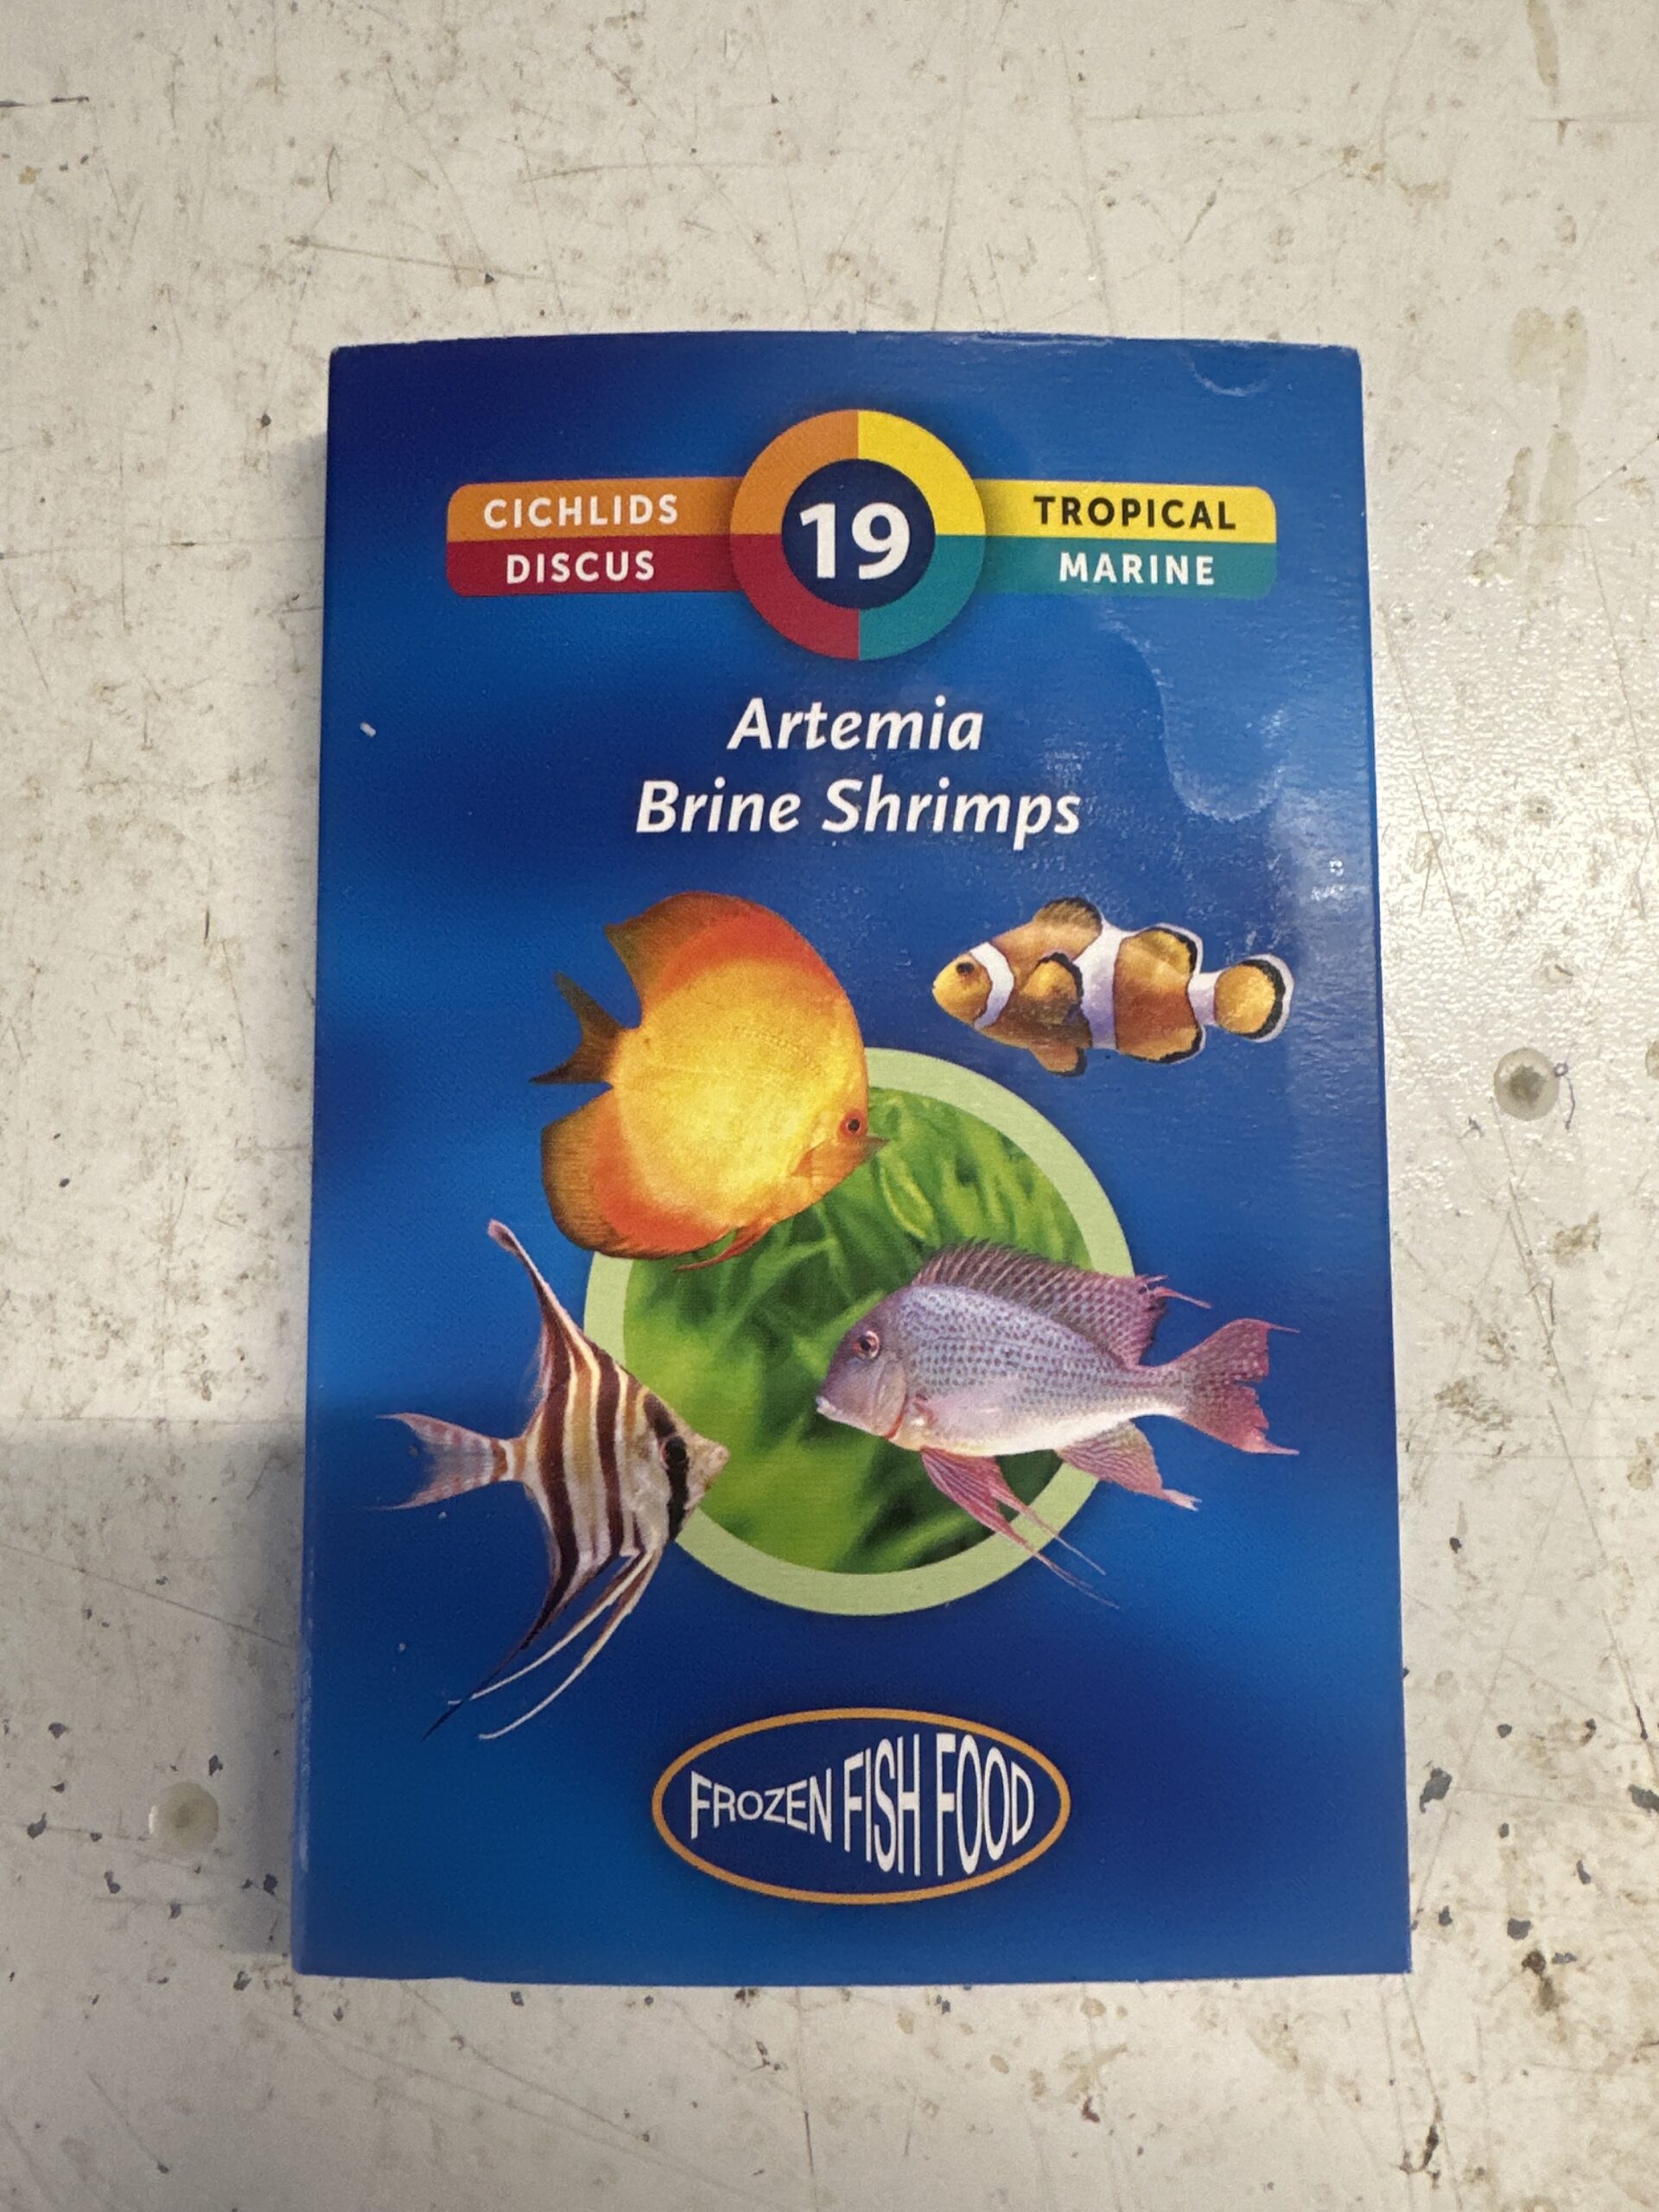 CICHLIDS
DISCUS
19
TROPICAL
MARINE
Artemia
Brine Shrimps
FROZEN FISH FOOD